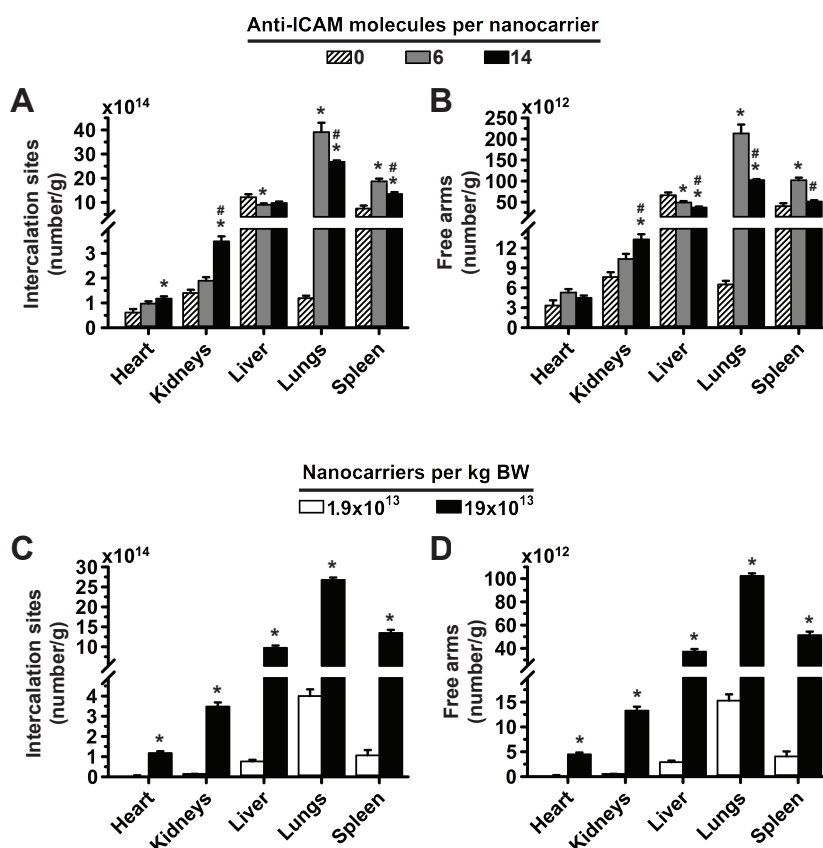 Anti-ICAM molecules per nanocarrier
0 6 14
A
x10^14
Intercalation sites
(number/g)
40
30
20
10
3
2
1
0
* * * * # * # * * # *
Heart Kidneys Liver Lungs Spleen
B
x10^12
Free arms
(number/g)
250
200
150
100
50
12
9
6
3
0
# * * # * * # * * #
Heart Kidneys Liver Lungs Spleen
Nanocarriers per kg BW
1.9x10^13 19x10^13
C
x10^14
Intercalation sites
(number/g)
30
25
20
15
10
4
3
2
1
0
* * * * *
Heart Kidneys Liver Lungs Spleen
D
x10^12
Free arms
(number/g)
100
80
60
40
15
10
5
0
* * * * *
Heart Kidneys Liver Lungs Spleen